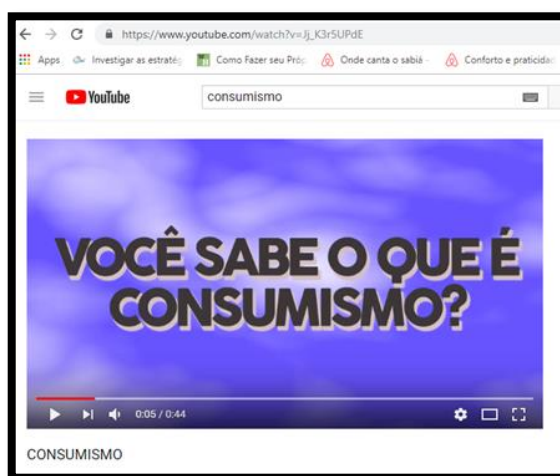 https://www.youtube.com/watch?v=Jj_K3r5UPdE
Apps Investigar as estratég Como Fazer seu Próp Onde canta o sabiá - Conforto e praticidad
YouTube
consumismo
VOCÊ SABE O QUE É
CONSUMISMO?
0:05 / 0:44
CONSUMISMO